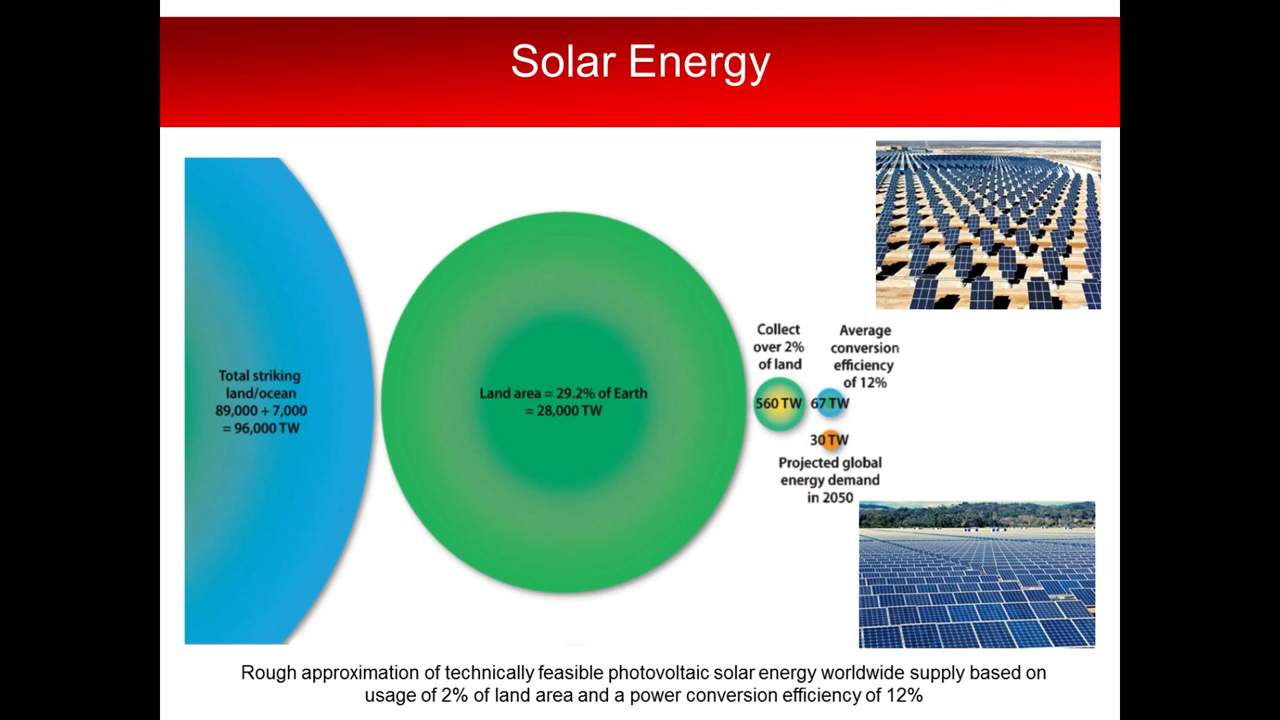 Solar Energy
Total striking
land/ocean
89,000 + 7,000
= 96,000 TW
Land area = 29.2% of Earth
= 28,000 TW
Collect
over 2%
of land
560 TW
Average
conversion
efficiency
of 12%
67 TW
30 TW
Projected global
energy demand
in 2050
Rough approximation of technically feasible photovoltaic solar energy worldwide supply based on
usage of 2% of land area and a power conversion efficiency of 12%